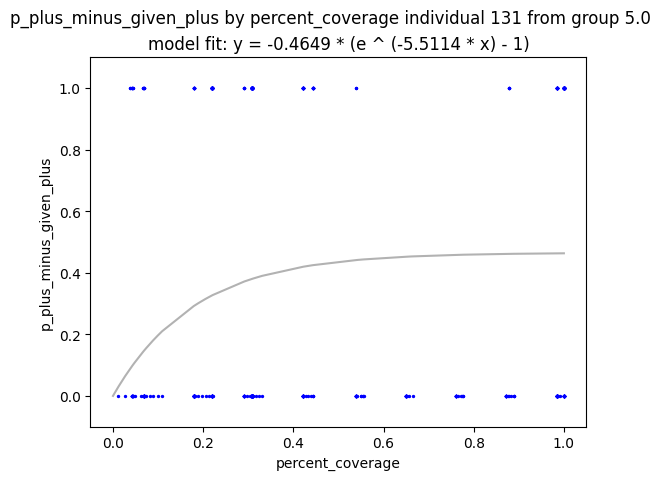 p_plus_minus_given_plus by percent_coverage individual 131 from group 5.0
model fit: y = -0.4649 * (e ^ (-5.5114 * x) - 1)
1.0
0.8
0.6
0.4
0.2
0.0
p_plus_minus_given_plus
0.0 0.2 0.4 0.6 0.8 1.0
percent_coverage